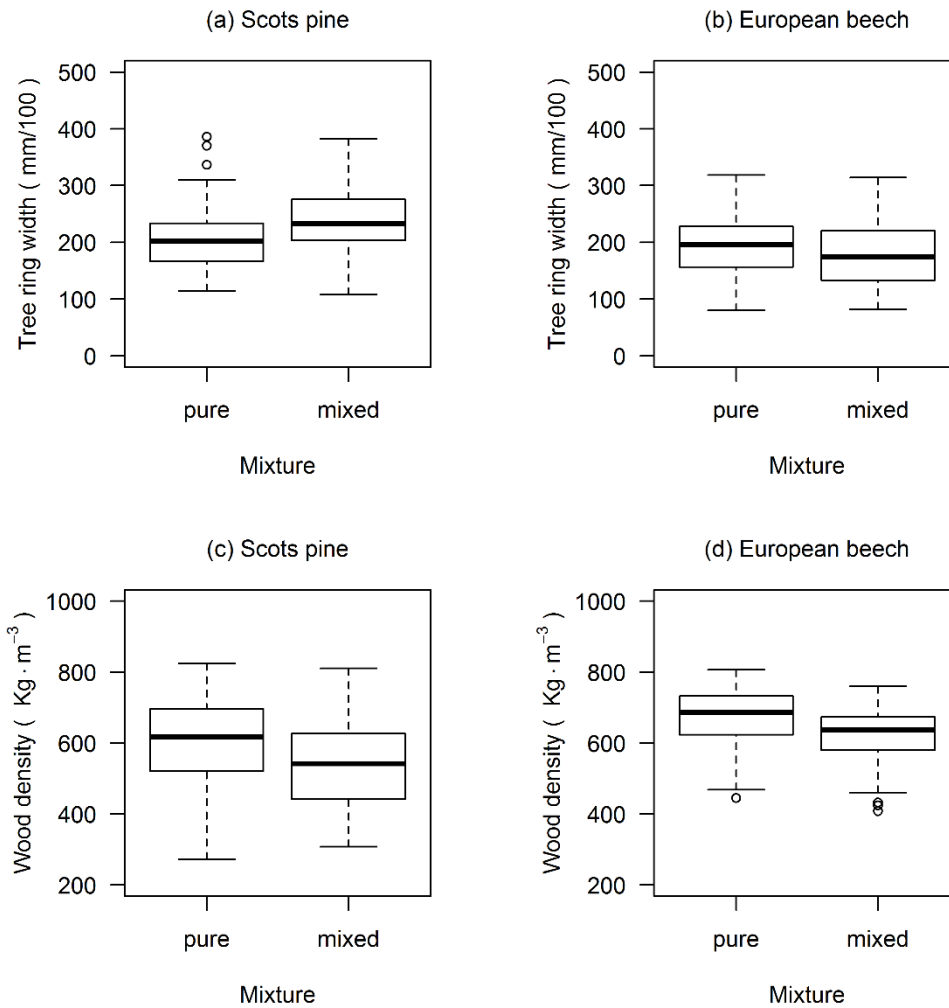 (a) Scots pine
Tree ring width ( mm/100 )
500
400
300
200
100
0
pure mixed
Mixture
(b) European beech
Tree ring width ( mm/100 )
500
400
300
200
100
0
pure mixed
Mixture
(c) Scots pine
Wood density ( Kg · m⁻³ )
1000
800
600
400
200
pure mixed
Mixture
(d) European beech
Wood density ( Kg · m⁻³ )
1000
800
600
400
200
pure mixed
Mixture